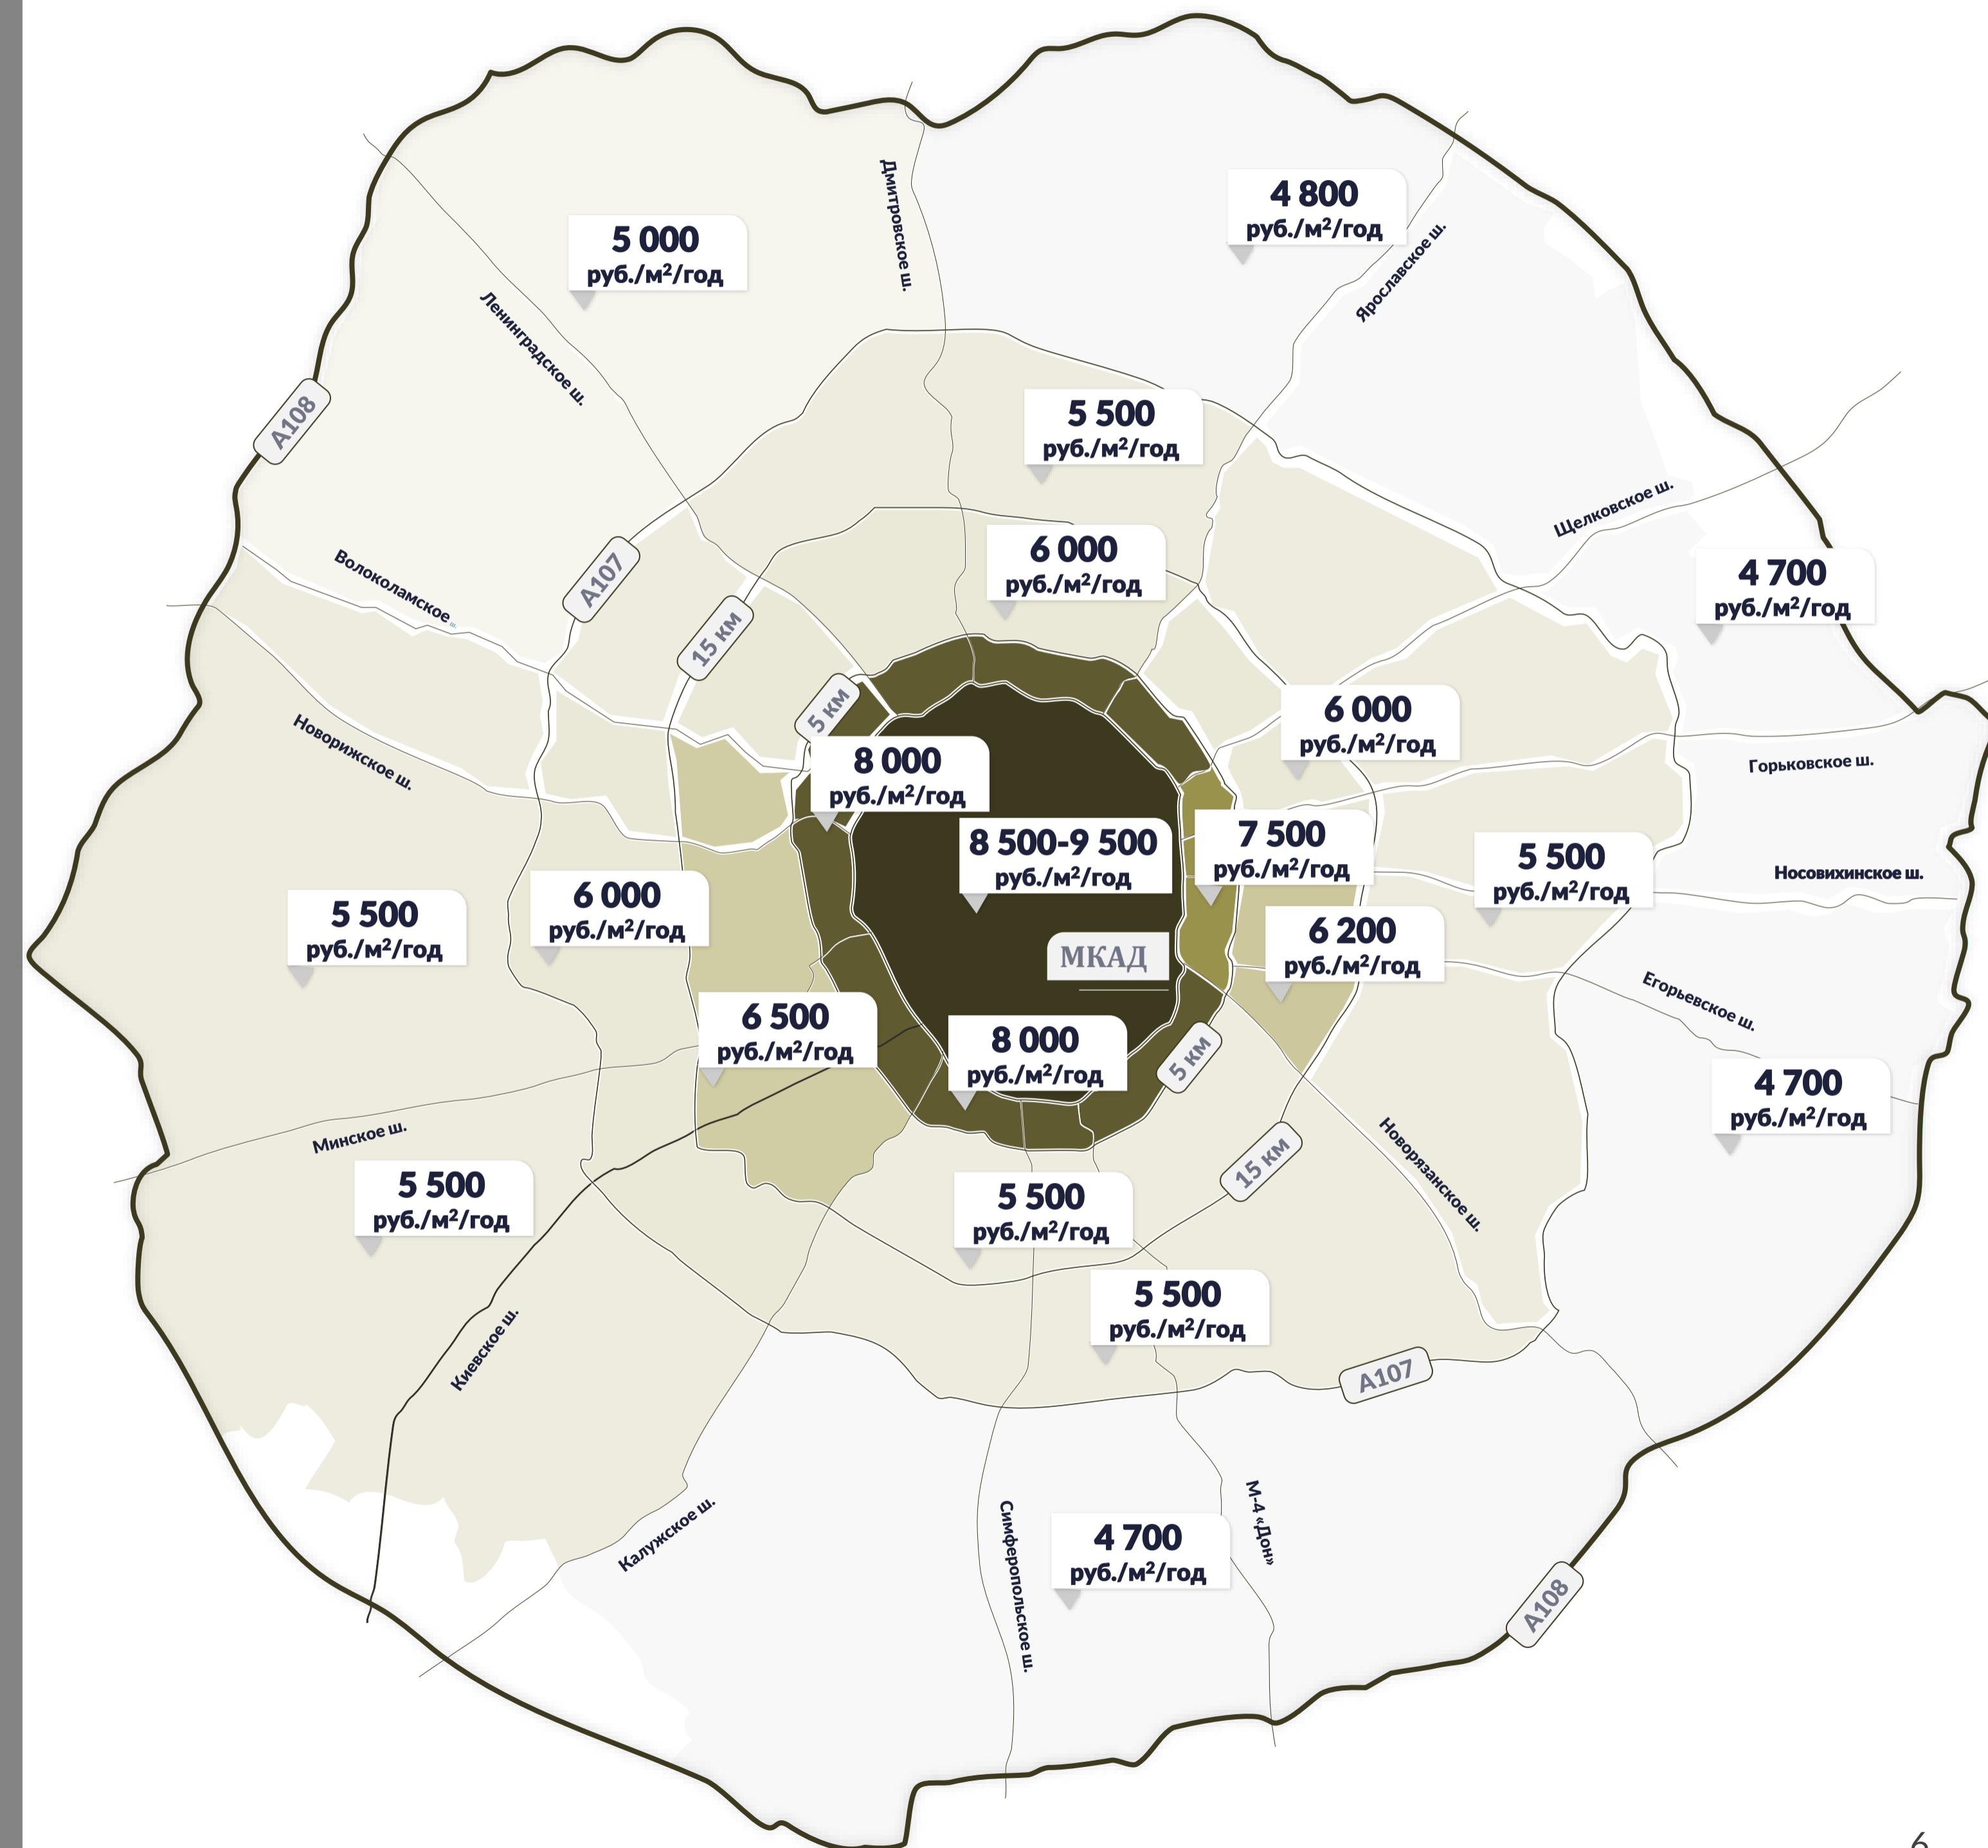 4 800
руб./м²/год
5 000
руб./м²/год
Дмитровское ш.
Ярославское ш.
Ленинградское ш.
А108
5 500
руб./м²/год
Щелковское ш.
6 000
руб./м²/год
4 700
руб./м²/год
А107
Волоколамское ш.
15 км
5 км
6 000
руб./м²/год
Новорижское ш.
8 000
руб./м²/год
Горьковское ш.
8 500-9 500
руб./м²/год
7 500
руб./м²/год
5 500
руб./м²/год
Носовихинское ш.
6 000
руб./м²/год
5 500
руб./м²/год
6 200
руб./м²/год
МКАД
Егорьевское ш.
6 500
руб./м²/год
8 000
руб./м²/год
5 км
4 700
руб./м²/год
Минское ш.
15 км
Новорязанское ш.
5 500
руб./м²/год
5 500
руб./м²/год
5 500
руб./м²/год
Киевское ш.
А107
Калужское ш.
Симферопольское ш.
М-4 «Дон»
4 700
руб./м²/год
А108
6